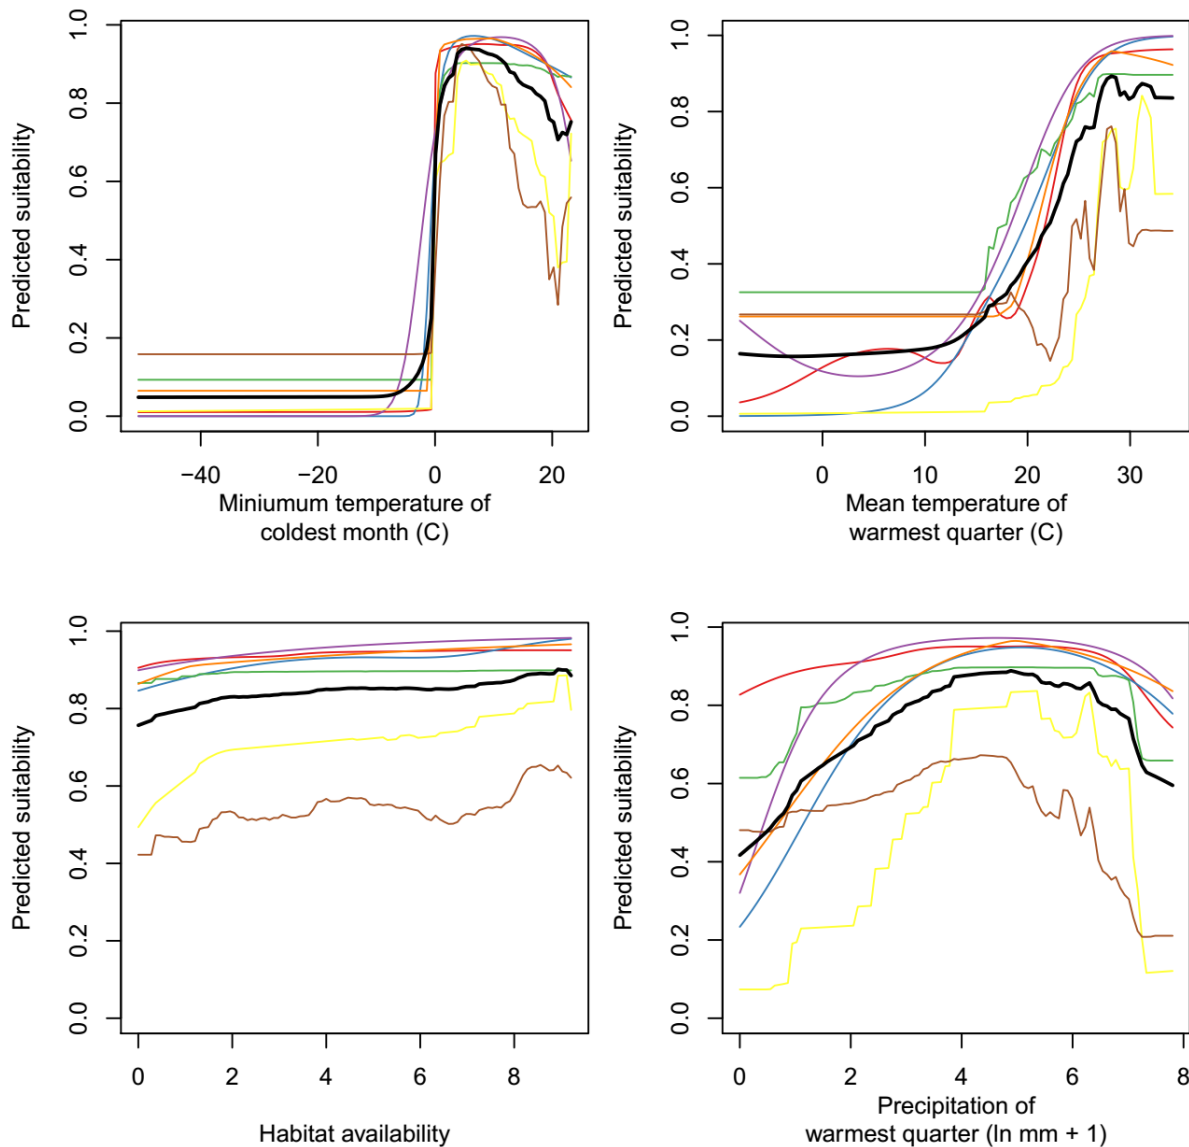 1.0
0.8
0.6
0.4
0.2
0.0
Predicted suitability
−40 −20 0 20
Miniumum temperature of
coldest month (C)
1.0
0.8
0.6
0.4
0.2
0.0
Predicted suitability
0 10 20 30
Mean temperature of
warmest quarter (C)
1.0
0.8
0.6
0.4
0.2
0.0
Predicted suitability
0 2 4 6 8
Habitat availability
1.0
0.8
0.6
0.4
0.2
0.0
Predicted suitability
0 2 4 6 8
Precipitation of
warmest quarter (ln mm + 1)